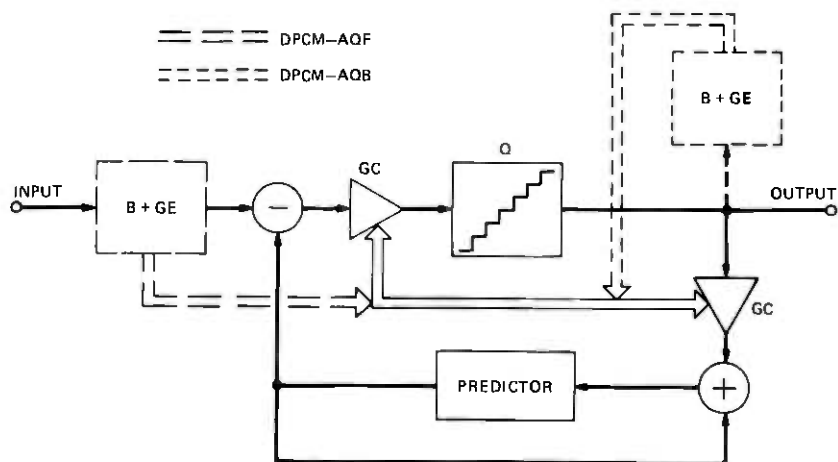 DPCM-AQF
DPCM-AQB
B + GE
Q
GC
INPUT
B + GE
−
OUTPUT
GC
PREDICTOR
+